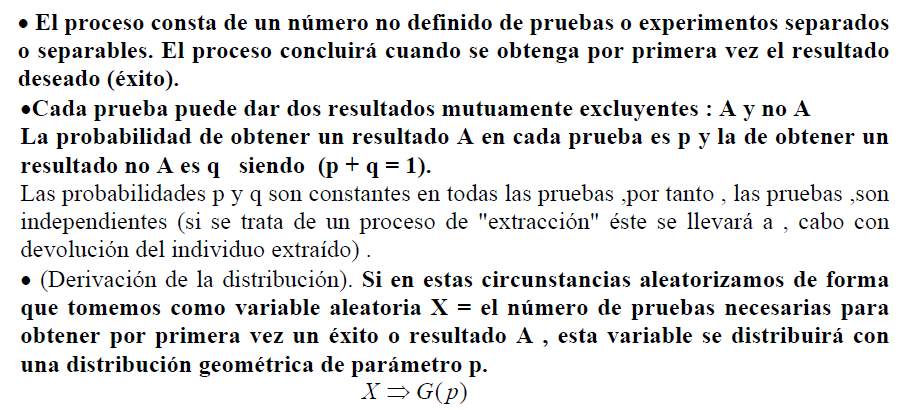 • El proceso consta de un número no definido de pruebas o experimentos separados
o separables. El proceso concluirá cuando se obtenga por primera vez el resultado
deseado (éxito).
•Cada prueba puede dar dos resultados mutuamente excluyentes : A y no A
La probabilidad de obtener un resultado A en cada prueba es p y la de obtener un
resultado no A es q siendo (p + q = 1).
Las probabilidades p y q son constantes en todas las pruebas ,por tanto , las pruebas ,son
independientes (si se trata de un proceso de "extracción" éste se llevará a , cabo con
devolución del individuo extraído) .
• (Derivación de la distribución). Si en estas circunstancias aleatorizamos de forma
que tomemos como variable aleatoria X = el número de pruebas necesarias para
obtener por primera vez un éxito o resultado A , esta variable se distribuirá con
una distribución geométrica de parámetro p.
X ⇒ G(p)